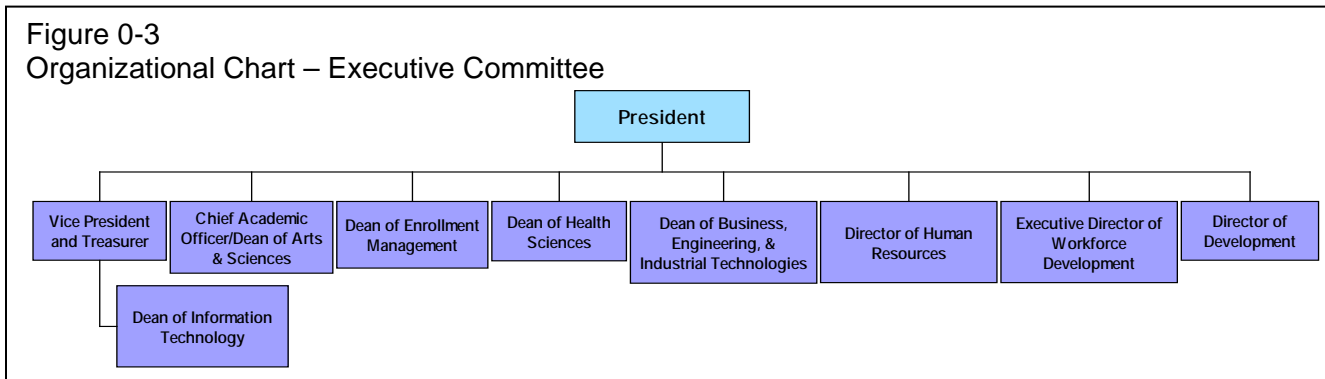 Figure 0-3
Organizational Chart – Executive Committee
President
Vice President
and Treasurer
Chief Academic
Officer/Dean of Arts
& Sciences
Dean of Enrollment
Management
Dean of Health
Sciences
Dean of Business,
Engineering, &
Industrial Technologies
Director of Human
Resources
Executive Director of
Workforce
Development
Director of
Development
Dean of Information
Technology